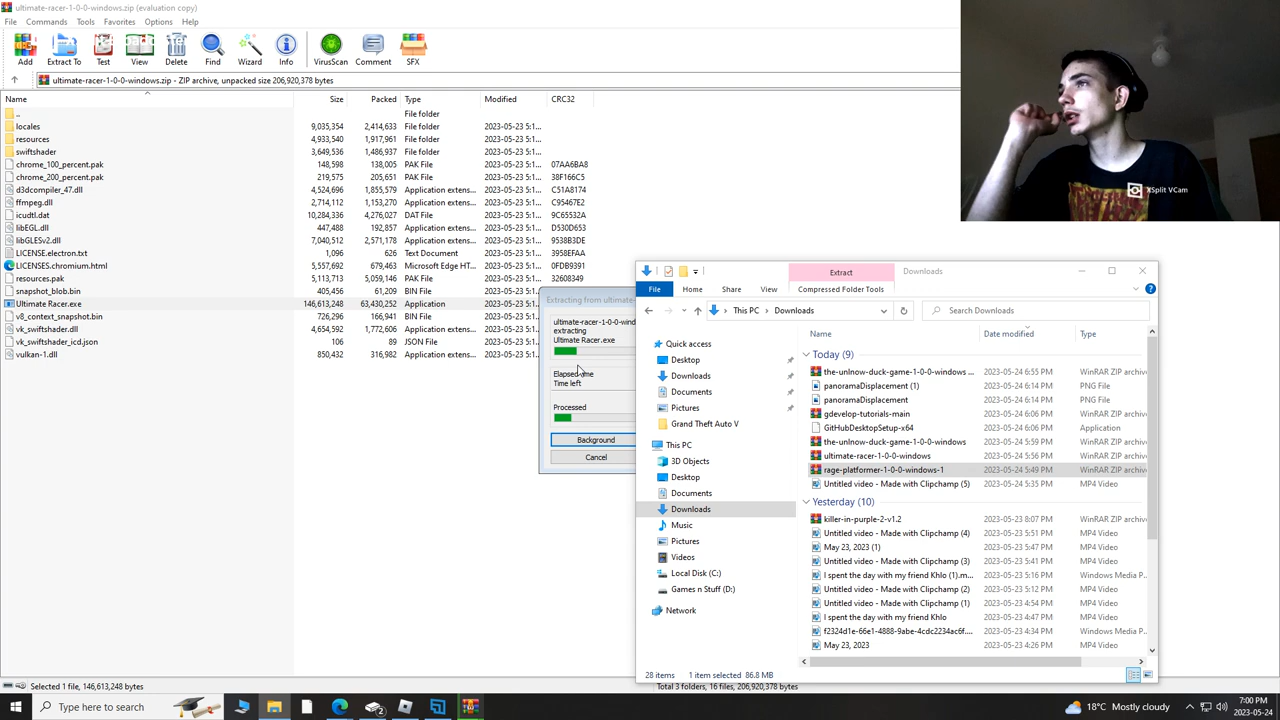 ultimate-racer-1-0-0-windows.zip (evaluation copy)
File Commands Tools Favorites Options Help
Add Extract To Test View Delete Find Wizard Info VirusScan Comment SFX
ultimate-racer-1-0-0-windows.zip - ZIP archive, unpacked size 206,920,378 bytes
Name Size Packed Type Modified CRC32
.. File folder
locales 9,035,354 2,414,633 File folder 2023-05-23 5:1...
resources 4,933,540 1,917,961 File folder 2023-05-23 5:1...
swiftshader 3,649,536 1,486,937 File folder 2023-05-23 5:1...
chrome_100_percent.pak 148,598 138,005 PAK File 2023-05-23 5:1... 07AA6BA8
chrome_200_percent.pak 219,575 205,631 PAK File 2023-05-23 5:1... 38F166C5
d3dcompiler_47.dll 4,524,696 1,855,579 Application extens... 2023-05-23 5:1... C51A8174
ffmpeg.dll 2,714,112 1,153,270 Application extens... 2023-05-23 5:1... C95467E2
icudtl.dat 10,284,336 4,276,027 DAT File 2023-05-23 5:1... 9C65532A
libEGL.dll 447,488 192,857 Application extens... 2023-05-23 5:1... D530D653
libGLESv2.dll 7,040,512 2,571,178 Application extens... 2023-05-23 5:1... 9538B3DE
LICENSE.electron.txt 1,096 626 Text Document 2023-05-23 5:1... 3958EFAA
LICENSES.chromium.html 5,557,692 679,463 Microsoft Edge HT... 2023-05-23 5:1... 0FDB9391
resources.pak 5,113,713 5,059,146 PAK File 2023-05-23 5:1... 32608349
snapshot_blob.bin 405,456 61,209 BIN File 2023-05-23 5:1...
Ultimate Racer.exe 146,613,248 63,430,252 Application 2023-05-23 5:1...
v8_context_snapshot.bin 726,296 166,941 BIN File 2023-05-23 5:1...
vk_swiftshader.dll 4,654,592 1,772,606 Application extens... 2023-05-23 5:1...
vk_swiftshader_icd.json 106 89 JSON File 2023-05-23 5:1...
vulkan-1.dll 850,432 316,982 Application extens... 2023-05-23 5:1...
Selected 1 file, 146,613,248 bytes
Total 3 folders, 16 files, 206,920,378 bytes
Extracting from ultimate-
ultimate-racer-1-0-0-wind
extracting
Ultimate Racer.exe
Elapsed time
Time left
Processed
Background
Cancel
XSplit VCam
Extract Downloads
File Home Share View Compressed Folder Tools
This PC Downloads
Search Downloads
Quick access
Desktop
Downloads
Documents
Pictures
Grand Theft Auto V
This PC
3D Objects
Desktop
Documents
Downloads
Music
Pictures
Videos
Local Disk (C:)
Games n Stuff (D:)
Network
Name Date modified Type
Today (9)
the-unlnow-duck-game-1-0-0-windows ... 2023-05-24 6:55 PM WinRAR ZIP archiv
panoramaDisplacement (1) 2023-05-24 6:14 PM PNG File
panoramaDisplacement 2023-05-24 6:14 PM PNG File
gdevelop-tutorials-main 2023-05-24 6:14 PM WinRAR ZIP archiv
GitHubDesktopSetup-x64 2023-05-24 6:06 PM Application
the-unlnow-duck-game-1-0-0-windows 2023-05-24 6:06 PM WinRAR ZIP archiv
ultimate-racer-1-0-0-windows 2023-05-24 6:06 PM WinRAR ZIP archiv
rage-platformer-1-0-0-windows-1 2023-05-24 5:49 PM WinRAR ZIP archiv
Untitled video - Made with Clipchamp (5) 2023-05-24 5:35 PM MP4 Video
Yesterday (10)
killer-in-purple-2-v1.2 2023-05-23 8:07 PM WinRAR ZIP archiv
Untitled video - Made with Clipchamp (4) 2023-05-23 5:51 PM MP4 Video
May 23, 2023 (1) 2023-05-23 5:47 PM MP4 Video
Untitled video - Made with Clipchamp (3) 2023-05-23 5:41 PM MP4 Video
I spent the day with my friend Khlo (1).m... 2023-05-23 5:16 PM Windows Media P...
Untitled video - Made with Clipchamp (2) 2023-05-23 5:12 PM MP4 Video
Untitled video - Made with Clipchamp (1) 2023-05-23 4:54 PM MP4 Video
I spent the day with my friend Khlo 2023-05-23 4:47 PM MP4 Video
f2324d1e-66e1-4888-9abe-4cdc2234ac6f.... 2023-05-23 4:34 PM Windows Media P...
May 23, 2023 2023-05-23 4:26 PM MP4 Video
28 items 1 item selected 86.8 MB
Type here to search
18°C Mostly cloudy
7:00 PM
2023-05-24